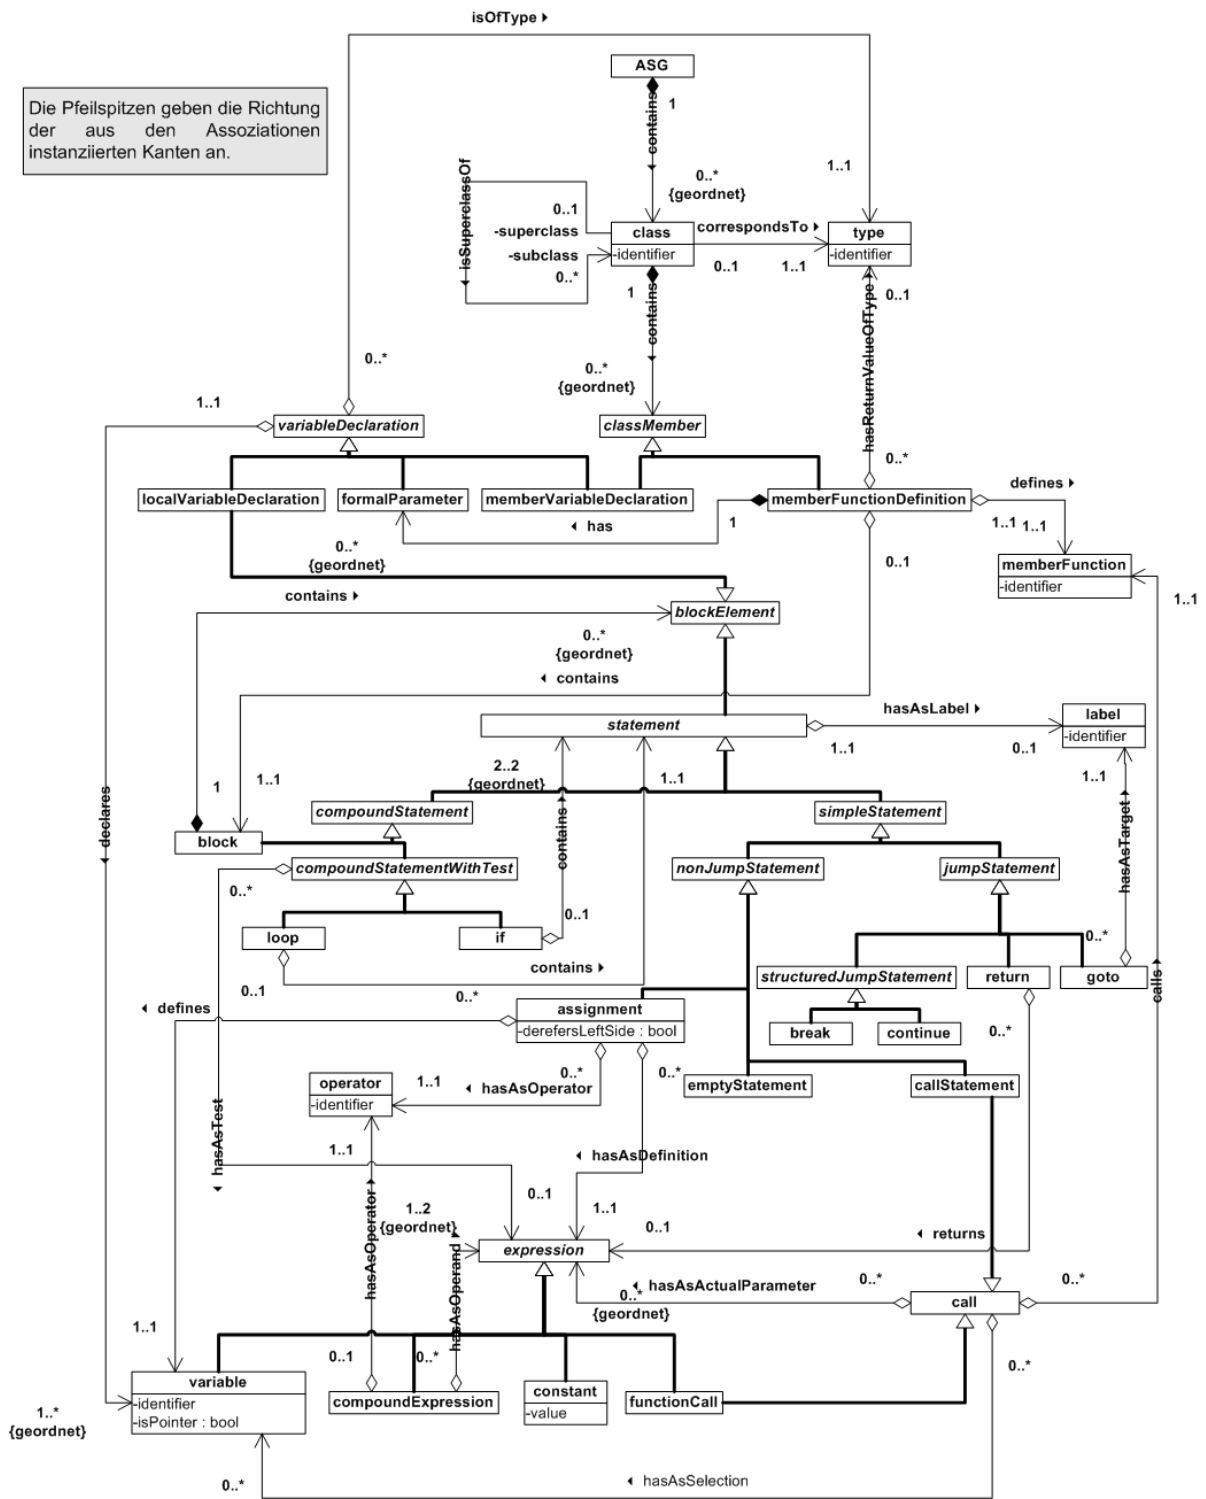 isOfType
ASG
1
contains
Die Pfeilspitzen geben die Richtung
der aus den Assoziationen
instanziierten Kanten an.
0..*
{geordnet}
1..1
isSuperclassOf
0..1
-superclass
-subclass
0..*
class
-identifier
correspondsTo
0..1
1..1
type
-identifier
1
contains
0..1
hasReturnValueOfType
0..*
0..*
{geordnet}
1..1
variableDeclaration
classMember
0..*
localVariableDeclaration
formalParameter
memberVariableDeclaration
memberFunctionDefinition
defines
has
1
1..1
1..1
0..*
{geordnet}
0..1
memberFunction
-identifier
1..1
contains
blockElement
0..*
{geordnet}
contains
statement
hasAsLabel
label
-identifier
1..1
0..1
2..2
{geordnet}
1..1
1
1..1
1..1
declares
compoundStatement
simpleStatement
contains
hasAsTarget
block
compoundStatementWithTest
nonJumpStatement
jumpStatement
0..*
0..1
loop
if
0..*
contains
structuredJumpStatement
return
goto
0..1
0..*
calls
defines
assignment
-derefersLeftSide : bool
break
continue
0..*
0..*
0..*
operator
-identifier
1..1
hasAsOperator
emptyStatement
callStatement
hasAsTest
1..1
hasAsDefinition
0..1
1..1
1..2
{geordnet}
hasAsOperator
hasAsOperand
expression
0..1
returns
hasAsActualParameter
0..*
{geordnet}
0..*
call
0..*
1..1
0..1
0..*
0..*
variable
-identifier
-isPointer : bool
compoundExpression
constant
-value
functionCall
1..*
{geordnet}
0..*
hasAsSelection